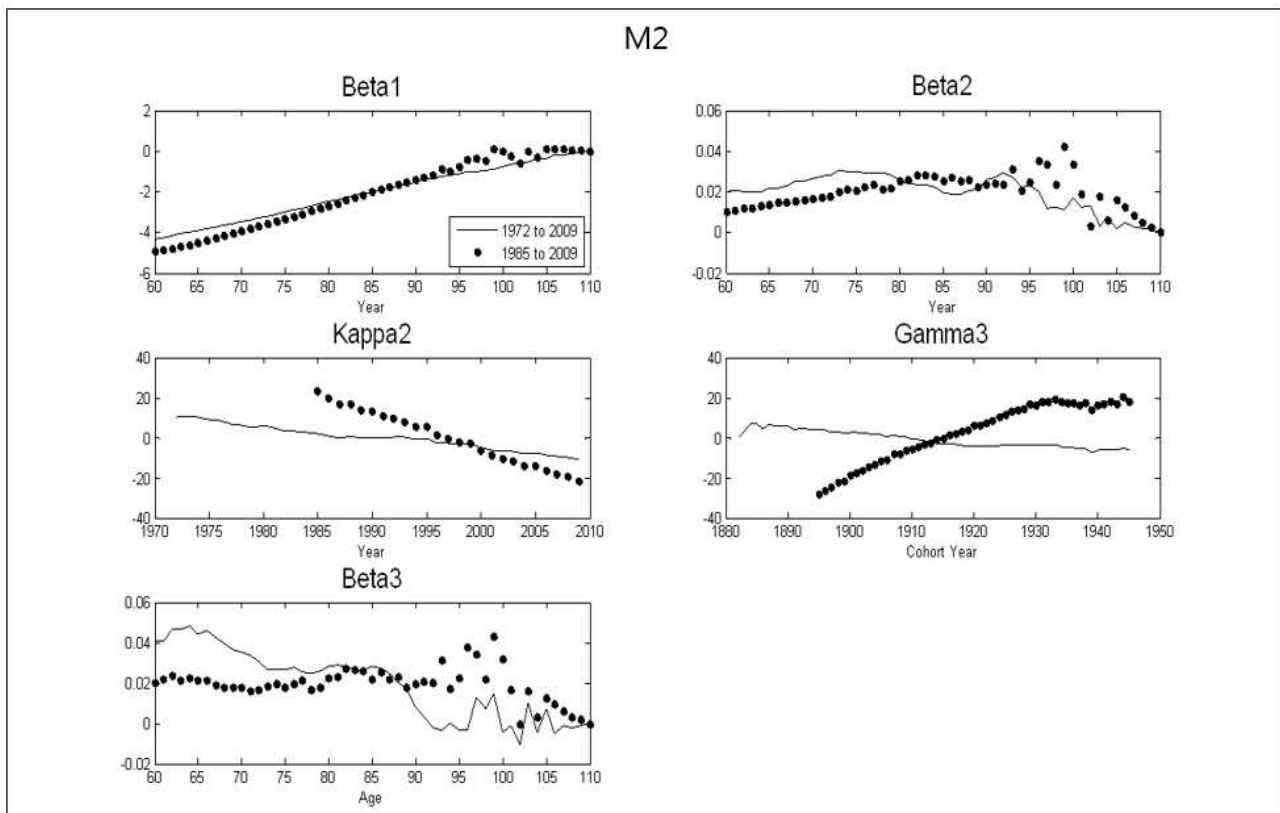 M2
Beta1
2
0
-2
-4
-6
60 65 70 75 80 85 90 95 100 105 110
Year
1972 to 2009
1985 to 2009
Beta2
0.06
0.04
0.02
0
-0.02
60 65 70 75 80 85 90 95 100 105 110
Year
Kappa2
40
20
0
-20
-40
1970 1975 1980 1985 1990 1995 2000 2005 2010
Year
Gamma3
40
20
0
-20
-40
1880 1890 1900 1910 1920 1930 1940 1950
Cohort Year
Beta3
0.06
0.04
0.02
0
-0.02
60 65 70 75 80 85 90 95 100 105 110
Age